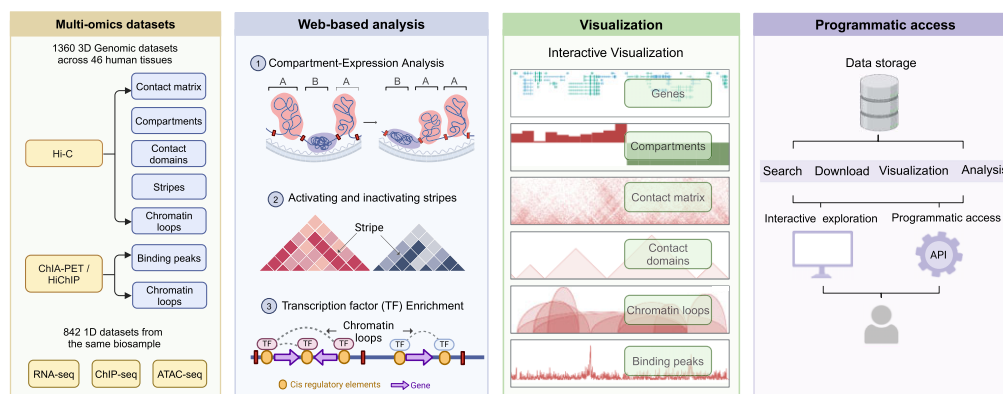 Multi-omics datasets
1360 3D Genomic datasets
across 46 human tissues
Hi-C
Contact matrix
Compartments
Contact
domains
Stripes
Chromatin
loops
ChIA-PET /
HiChIP
Binding peaks
Chromatin
loops
842 1D datasets from
the same biosample
RNA-seq
ChIP-seq
ATAC-seq
Web-based analysis
1 Compartment-Expression Analysis
A B A B A A
2 Activating and inactivating stripes
Stripe
3 Transcription factor (TF) Enrichment
Chromatin
loops
TF TF TF TF TF
Cis regulatory elements Gene
Visualization
Interactive Visualization
Genes
Compartments
Contact matrix
Contact
domains
Chromatin loops
Binding peaks
Programmatic access
Data storage
Search Download Visualization Analysis
Interactive exploration Programmatic access
API